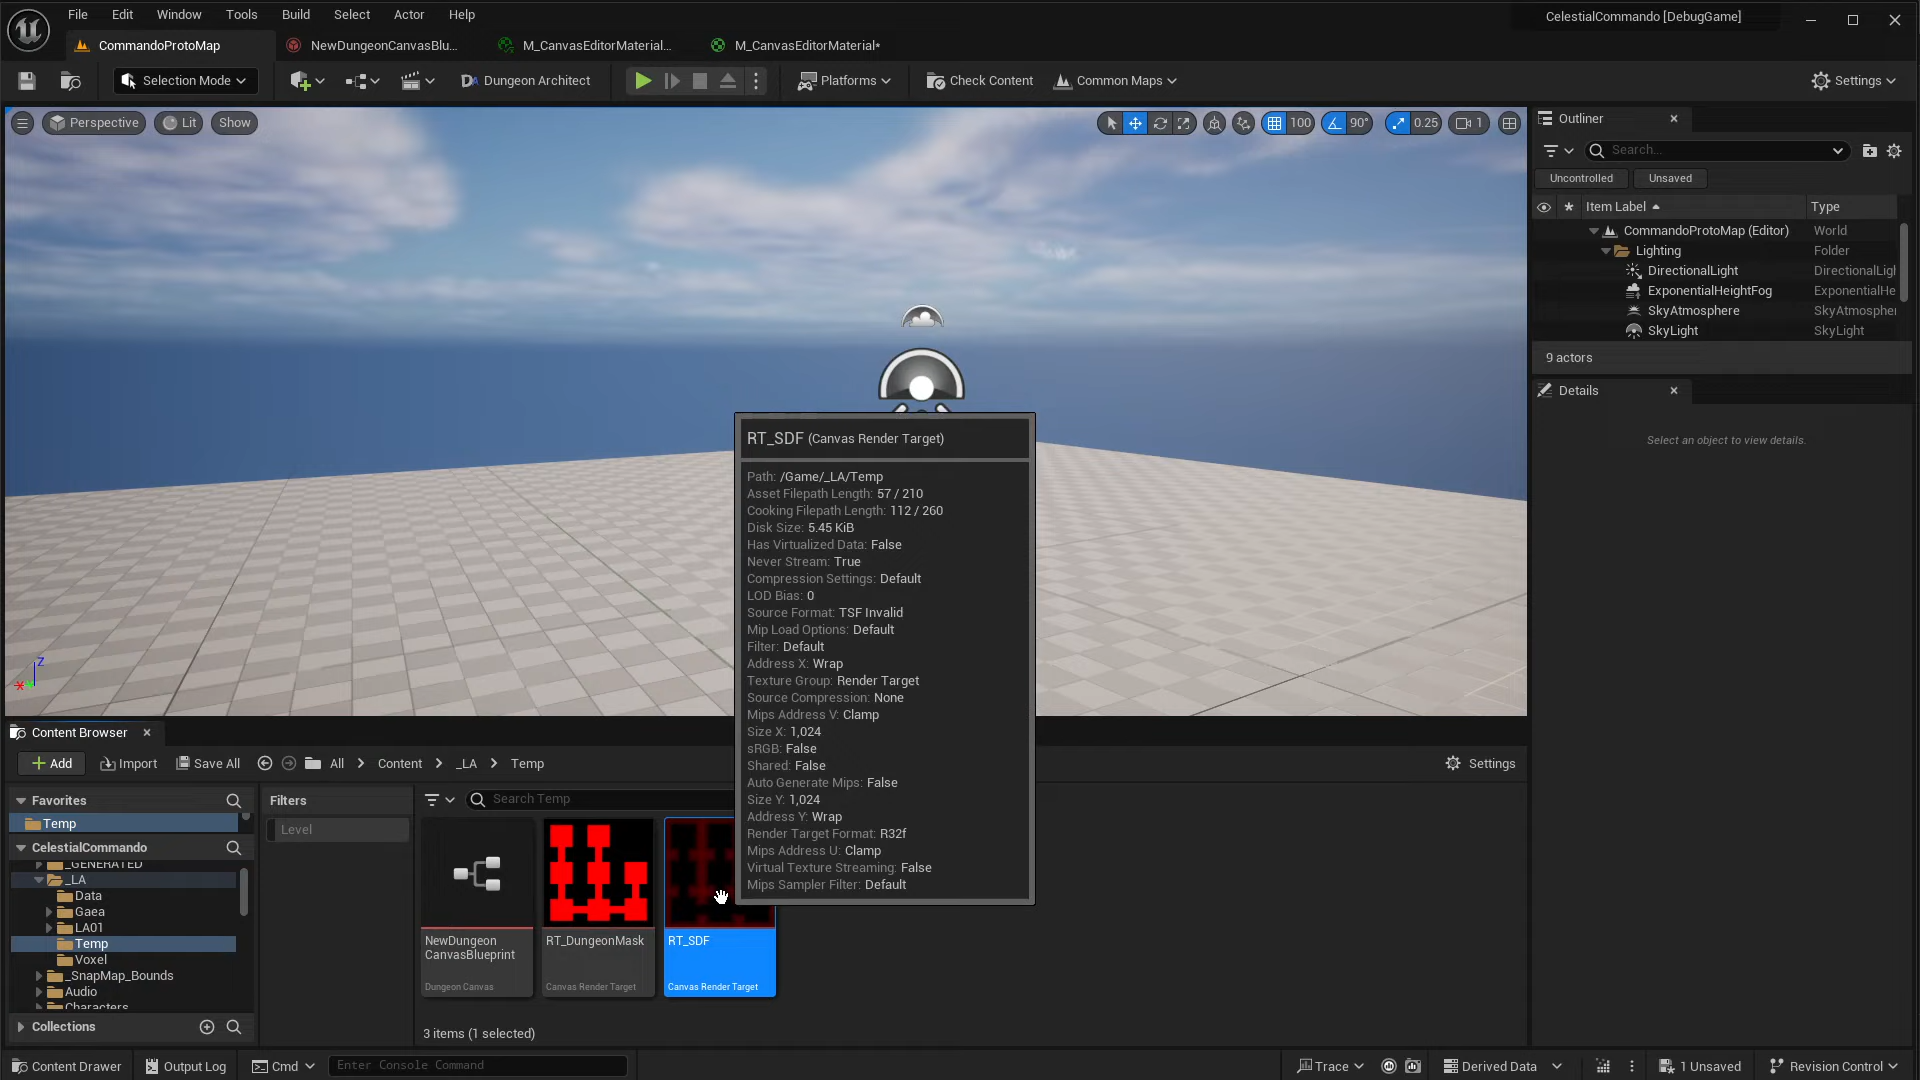 File Edit Window Tools Build Select Actor Help
CelestialCommando [DebugGame]
CommandoProtoMap
NewDungeonCanvasBlu...
M_CanvasEditorMaterial...
M_CanvasEditorMaterial*
Selection Mode
Dungeon Architect
Platforms
Check Content
Common Maps
Settings
Perspective
Lit
Show
100
90°
0.25
1
Outliner
Search...
Uncontrolled
Unsaved
Item Label
Type
CommandoProtoMap (Editor) World
Lighting Folder
DirectionalLight DirectionalLigh
ExponentialHeightFog ExponentialHe
SkyAtmosphere SkyAtmospher
SkyLight SkyLight
9 actors
Details
Select an object to view details.
RT_SDF (Canvas Render Target)
Path: /Game/_LA/Temp
Asset Filepath Length: 57 / 210
Cooking Filepath Length: 112 / 260
Disk Size: 5.45 KiB
Has Virtualized Data: False
Never Stream: True
Compression Settings: Default
LOD Bias: 0
Source Format: TSF Invalid
Mip Load Options: Default
Filter: Default
Address X: Wrap
Texture Group: Render Target
Source Compression: None
Mips Address V: Clamp
Size X: 1,024
sRGB: False
Shared: False
Auto Generate Mips: False
Size Y: 1,024
Address Y: Wrap
Render Target Format: R32f
Mips Address U: Clamp
Virtual Texture Streaming: False
Mips Sampler Filter: Default
Z
Content Browser
Add
Import
Save All
All
Content
_LA
Temp
Settings
Favorites
Temp
CelestialCommando
_GENERATED
_LA
Data
Gaea
LA01
Temp
Voxel
_SnapMap_Bounds
Audio
Characters
Collections
Filters
Level
Search Temp
NewDungeon
CanvasBlueprint
Dungeon Canvas
RT_DungeonMask
Canvas Render Target
RT_SDF
Canvas Render Target
3 items (1 selected)
Content Drawer
Output Log
Cmd
Enter Console Command
Trace
Derived Data
1 Unsaved
Revision Control